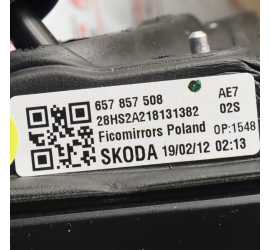 657 857 508 AE7
28HS2A218131382 02S
Ficomirrors Poland OP:1548
SKODA 19/02/12 02:13